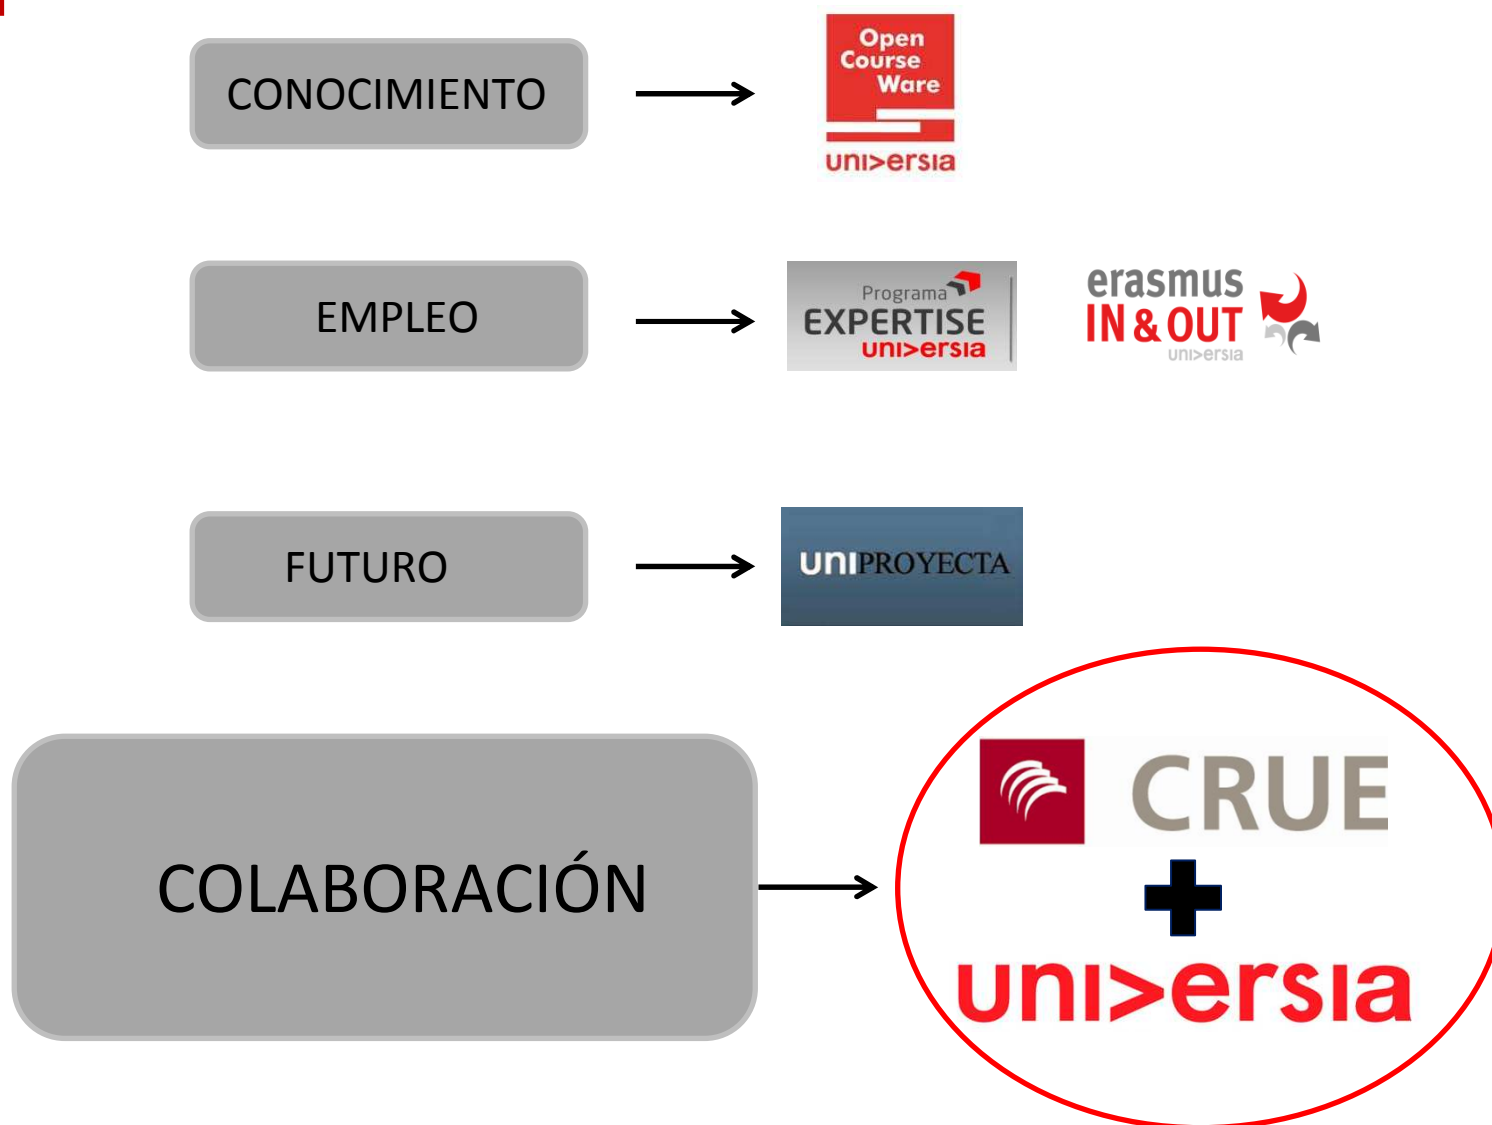 CONOCIMIENTO
Open
Course
Ware
uni>ersia
EMPLEO
Programa
EXPERTISE
uni>ersia
erasmus
IN & OUT
uni>ersia
FUTURO
UNIPROYECTA
COLABORACIÓN
CRUE
uni>ersia